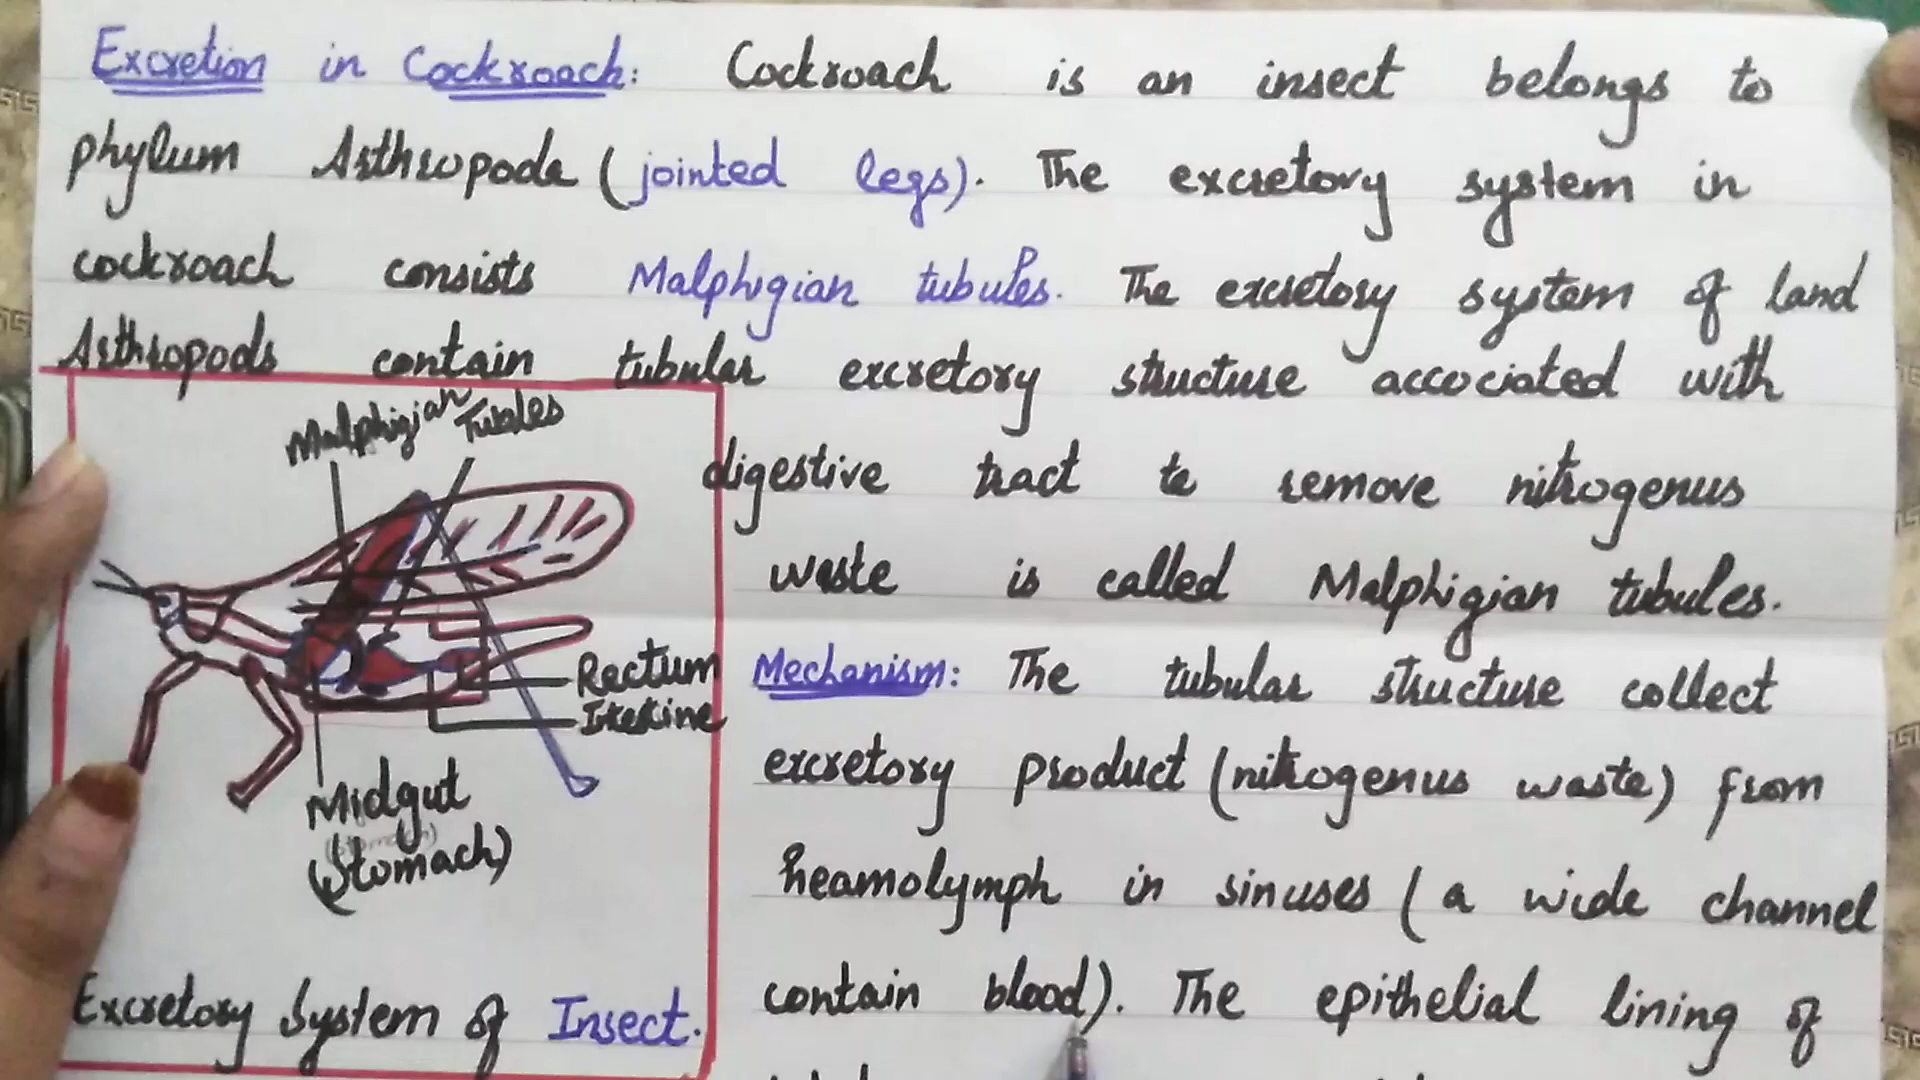 Excretion in Cockroach: Cockroach is an insect belongs to
phylum Arthropoda (jointed legs). The excretory system in
cockroach consists Malphigian tubules. The excretory system of land
Arthropods contain tubular excretory structure accociated with
Malphigian Tubles
digestive tract to remove nitrogenus
waste is called Malphigian tubules.
Rectum
Intestine
Midgut
(Stomach)
Excretory System of Insect.
Mechanism: The tubular structure collect
excretory product (nitrogenus waste) from
heamolymph in sinuses (a wide channel
contain blood). The epithelial lining of